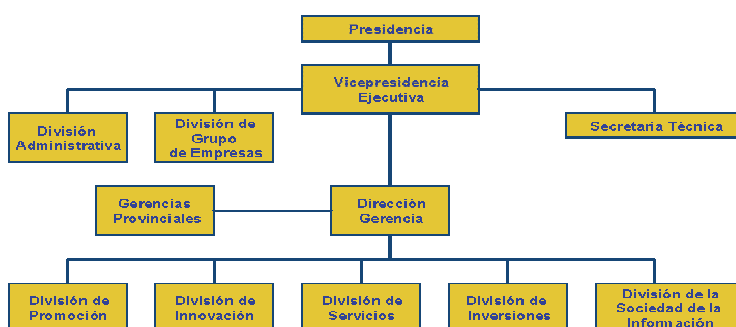 Presidencia
Vicepresidencia
Ejecutiva
División
Administrativa
División de
Grupo
de Empresas
Secretaría Técnica
Gerencias
Provinciales
Dirección
Gerencia
División de
Promoción
División de
Innovación
División de
Servicios
División de
Inversiones
División de la
Sociedad de la
Información